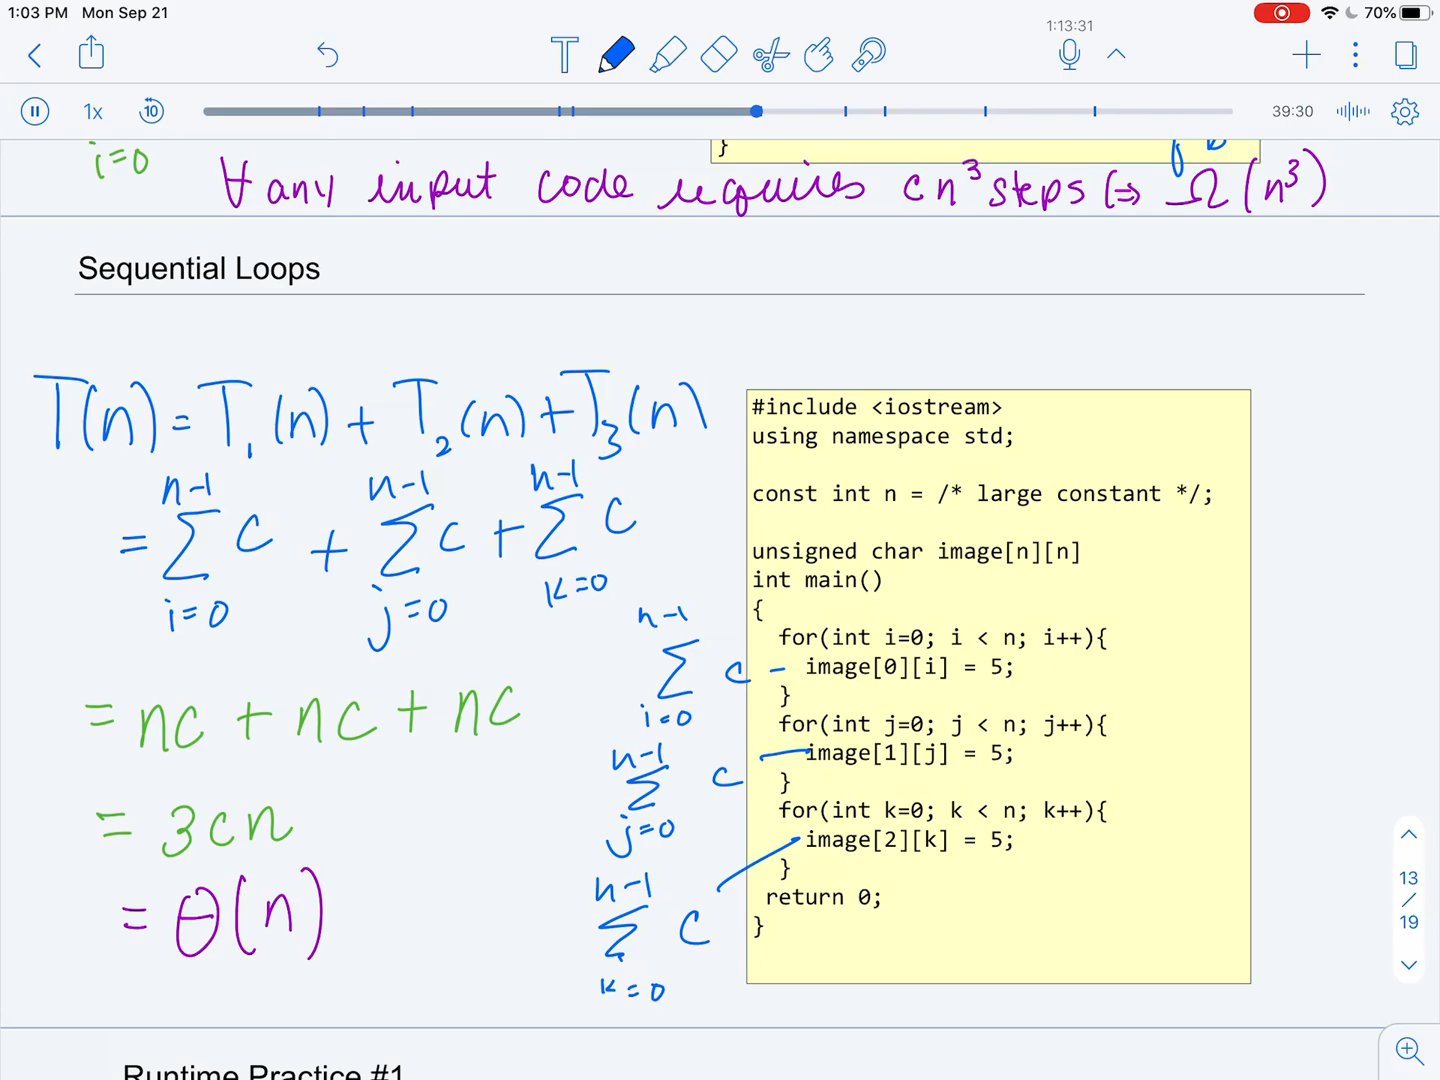 1:03 PM Mon Sep 21
70%
1:13:31
T
1x
10
39:30
i=0
}
∀ any input code requires cn³ steps ⇒ Ω(n³)
Sequential Loops
T(n) = T₁(n) + T₂(n) + T₃(n)
= ∑_{i=0}^{n-1} c + ∑_{j=0}^{n-1} c + ∑_{k=0}^{n-1} c
= nc + nc + nc
= 3cn
= Θ(n)
∑_{i=0}^{n-1} c
∑_{j=0}^{n-1} c
∑_{k=0}^{n-1} c
#include <iostream>
using namespace std;
const int n = /* large constant */;
unsigned char image[n][n]
int main()
{
for(int i=0; i < n; i++){
image[0][i] = 5;
}
for(int j=0; j < n; j++){
image[1][j] = 5;
}
for(int k=0; k < n; k++){
image[2][k] = 5;
}
return 0;
}
13
/
19
Runtime Practice #1